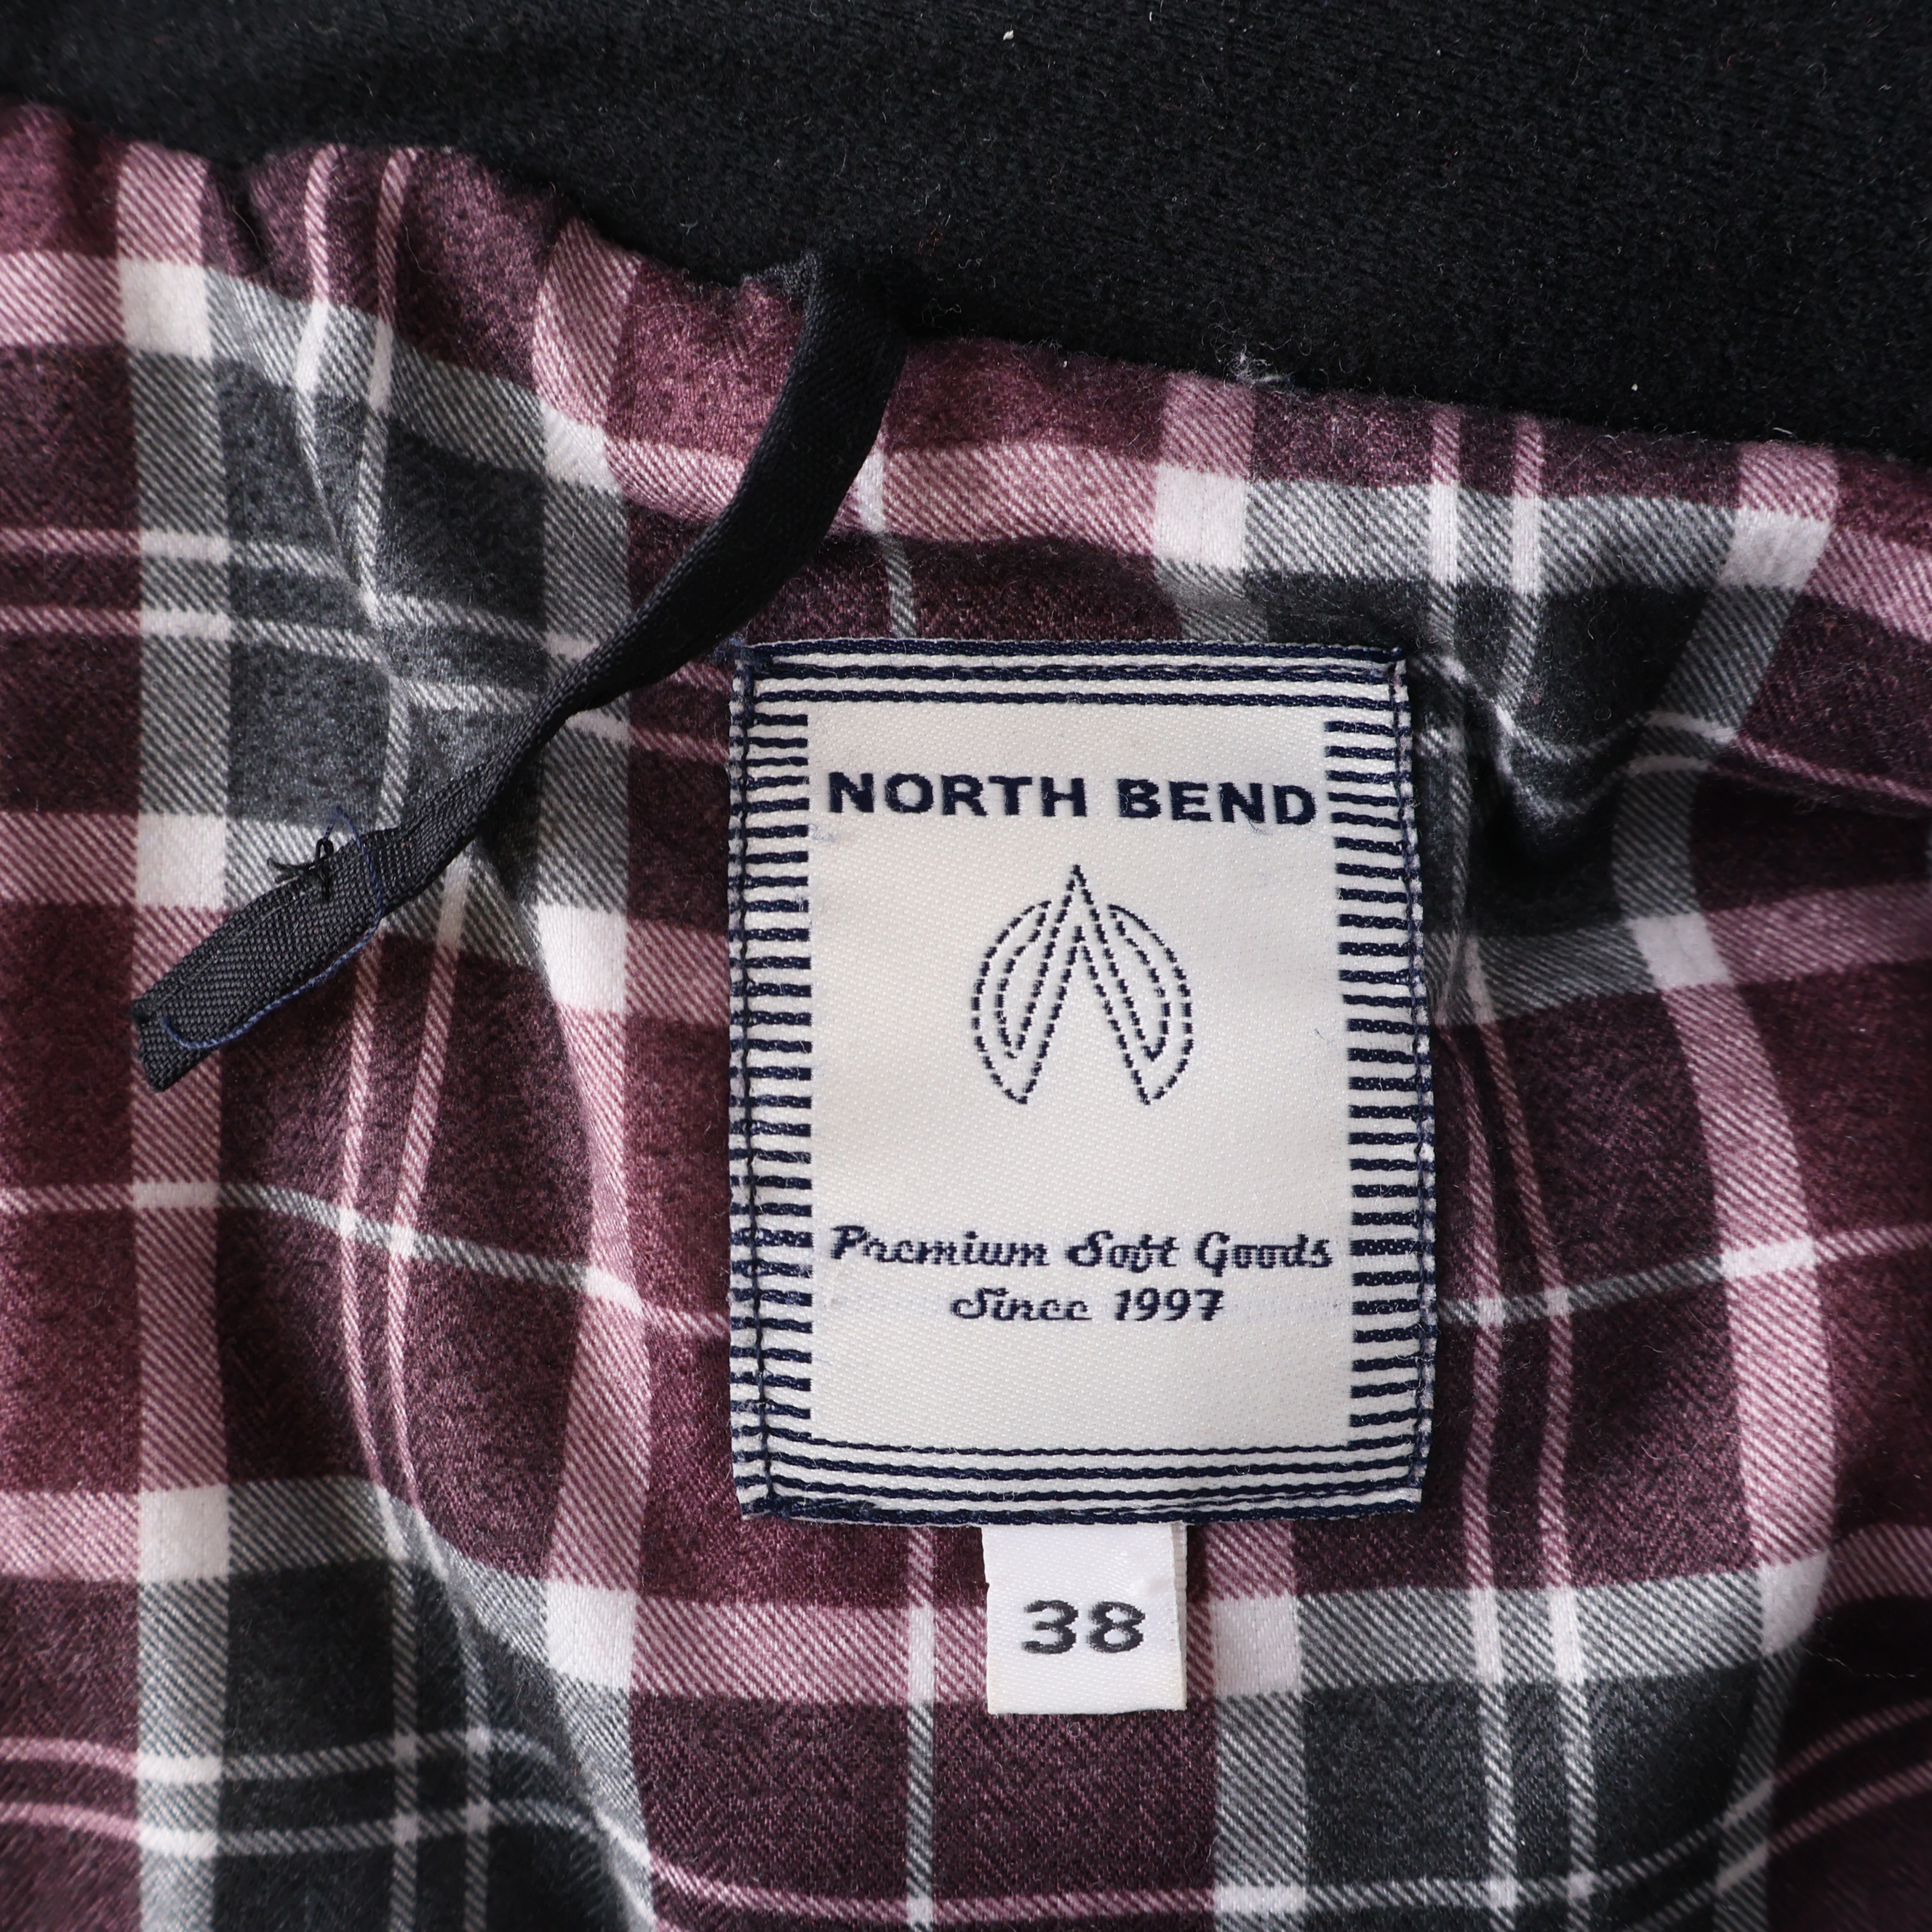 NORTH BEND
Premium Soft Goods
Since 1997
38